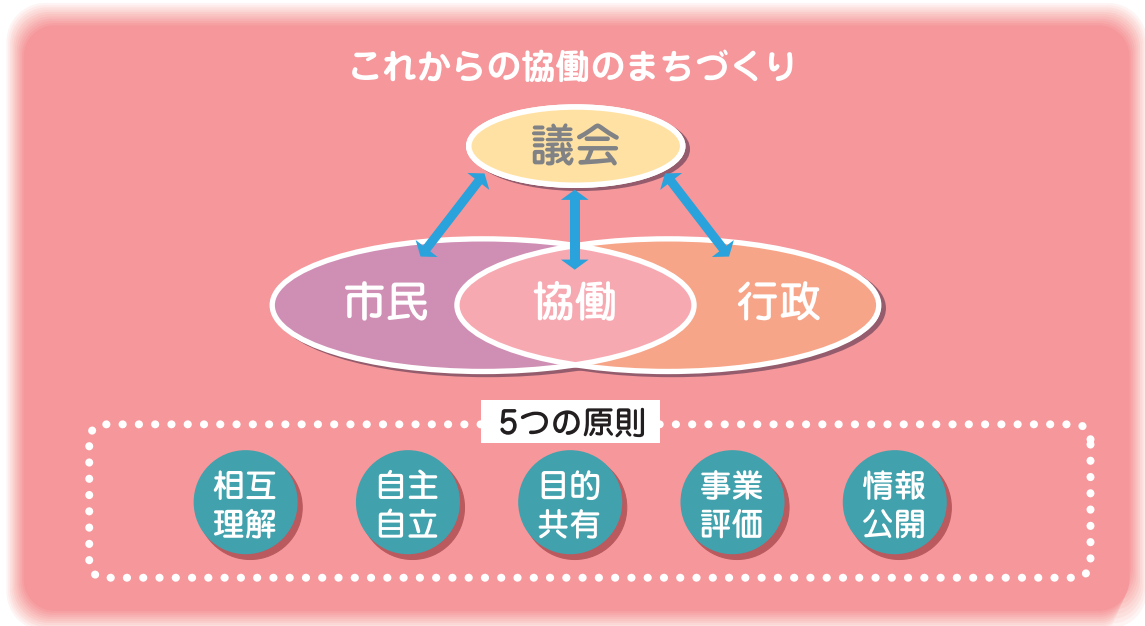 これからの協働のまちづくり
議会
市民
協働
行政
5つの原則
相互
理解
自主
自立
目的
共有
事業
評価
情報
公開